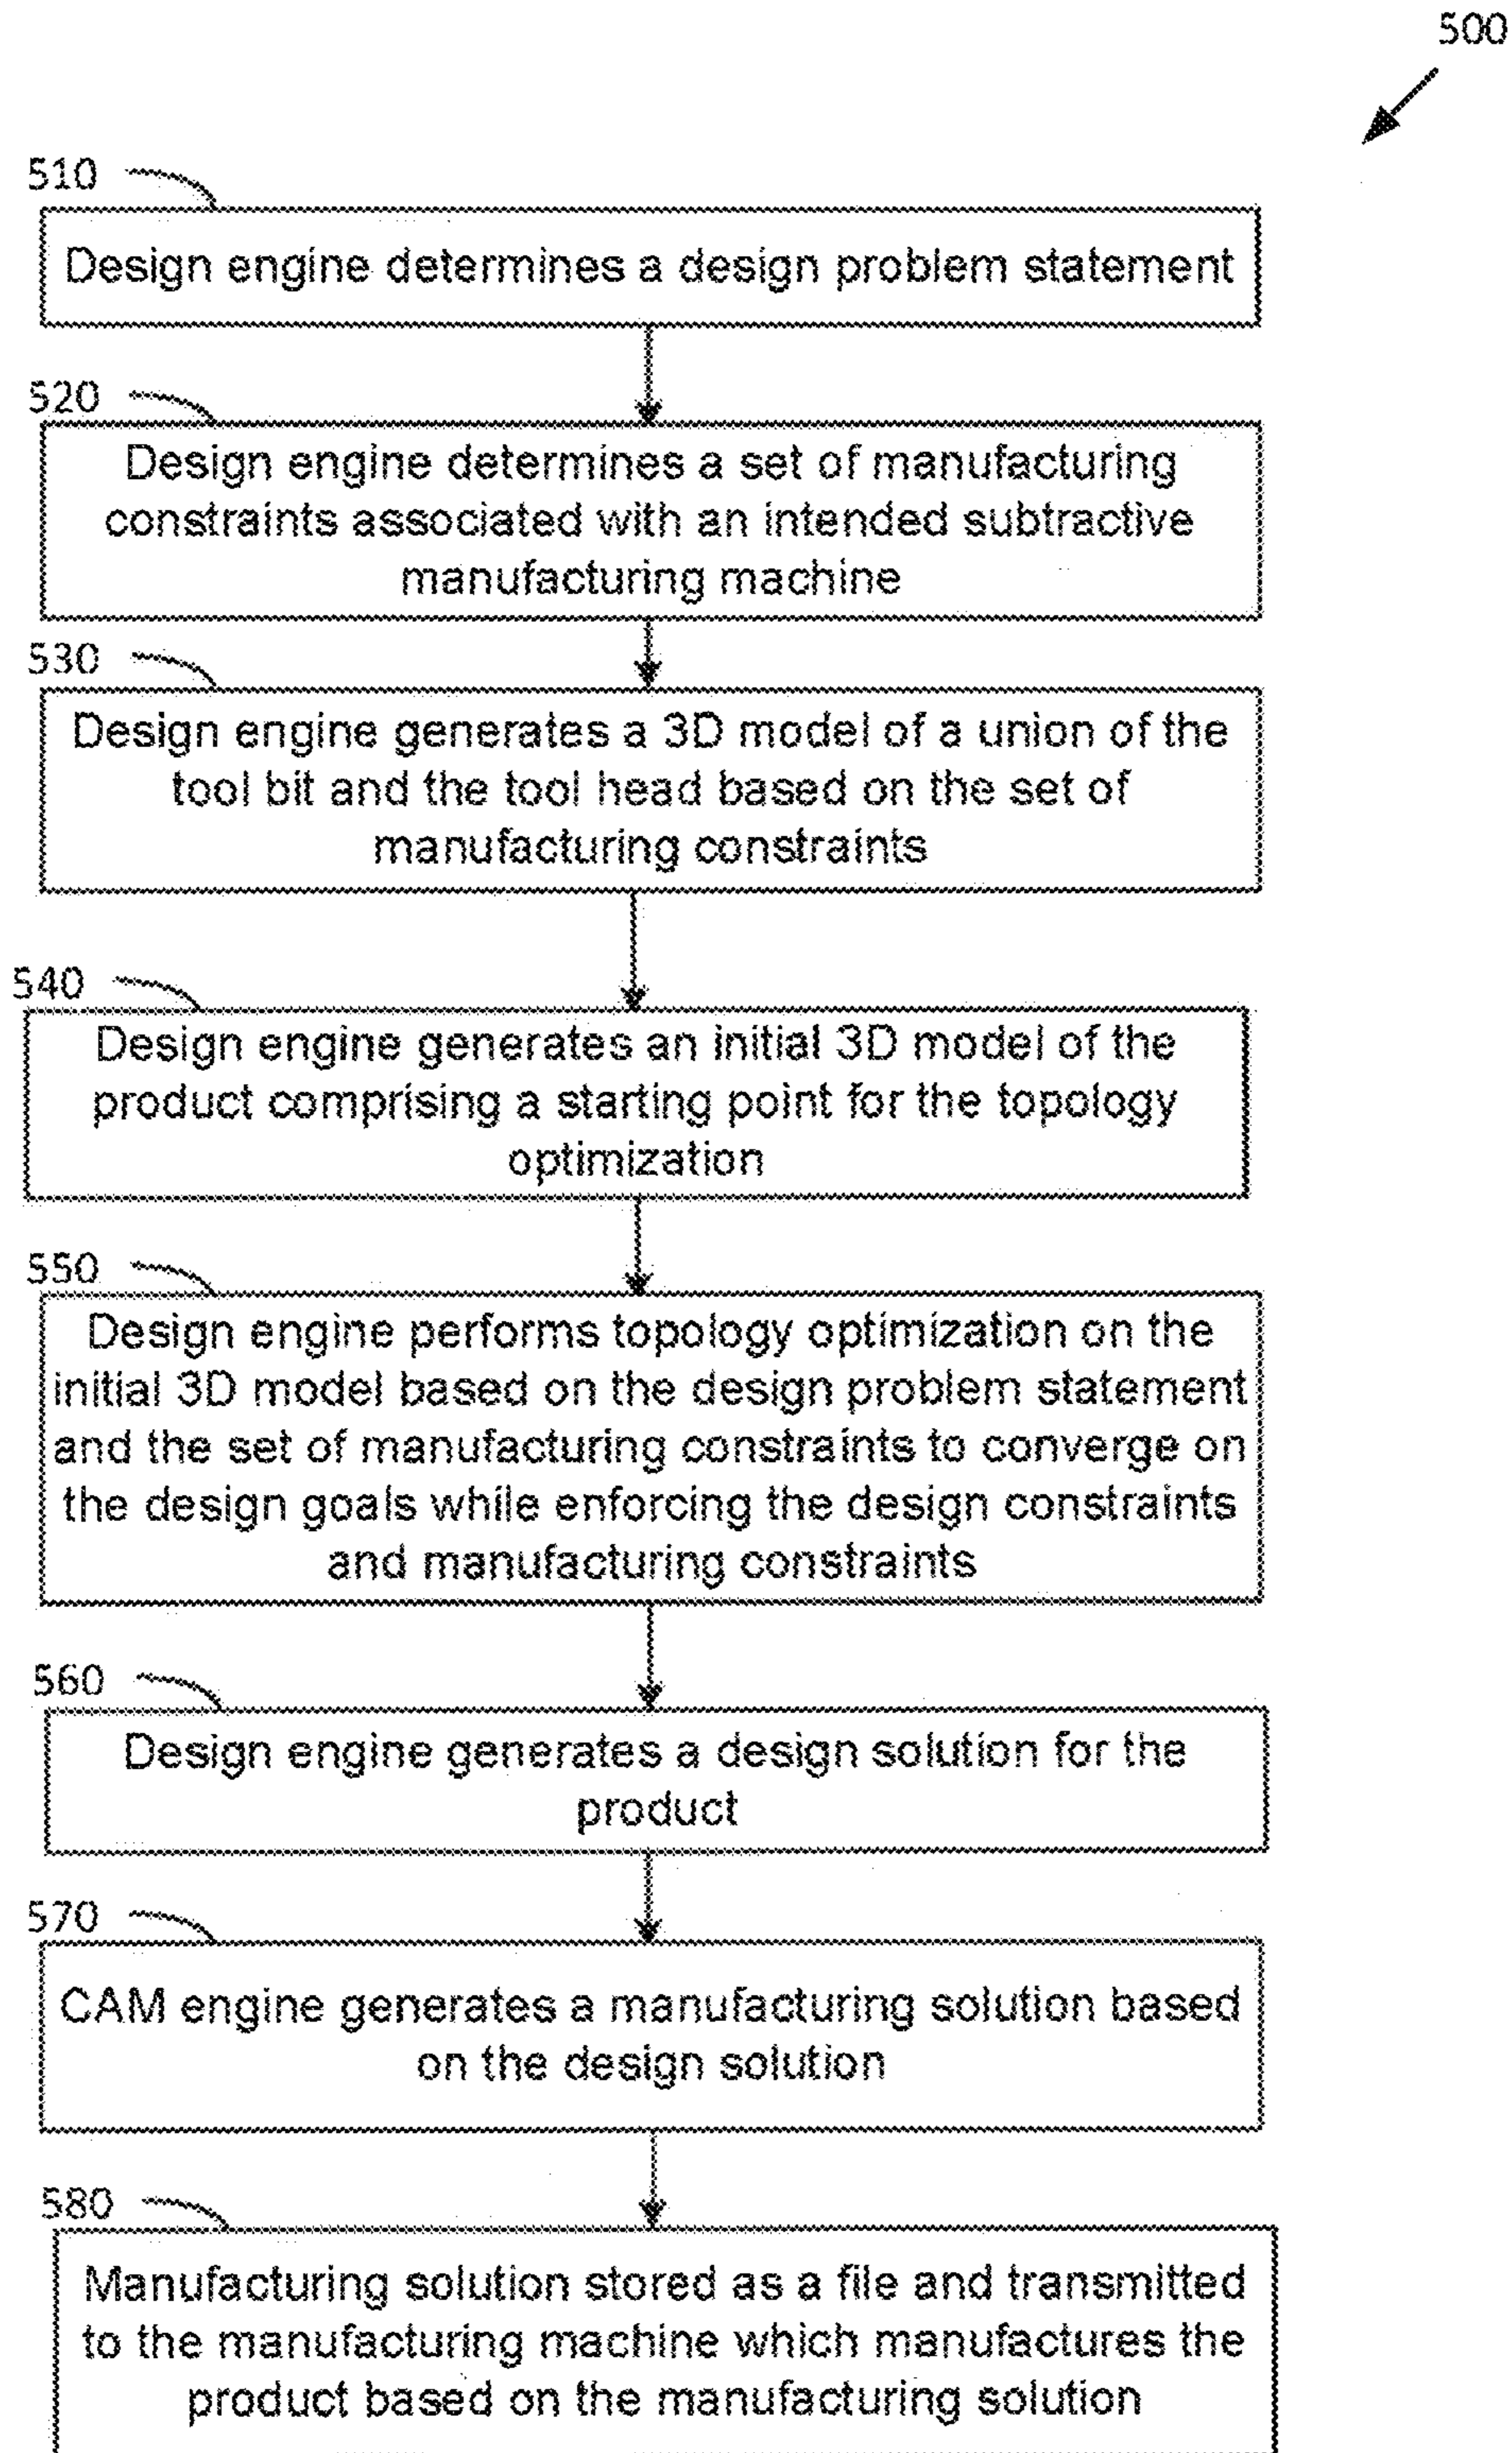 500
510
Design engine determines a design problem statement
520
Design engine determines a set of manufacturing
constraints associated with an intended subtractive
manufacturing machine
530
Design engine generates a 3D model of a union of the
tool bit and the tool head based on the set of
manufacturing constraints
540
Design engine generates an initial 3D model of the
product comprising a starting point for the topology
optimization
550
Design engine performs topology optimization on the
initial 3D model based on the design problem statement
and the set of manufacturing constraints to converge on
the design goals while enforcing the design constraints
and manufacturing constraints
560
Design engine generates a design solution for the
product
570
CAM engine generates a manufacturing solution based
on the design solution
580
Manufacturing solution stored as a file and transmitted
to the manufacturing machine which manufactures the
product based on the manufacturing solution